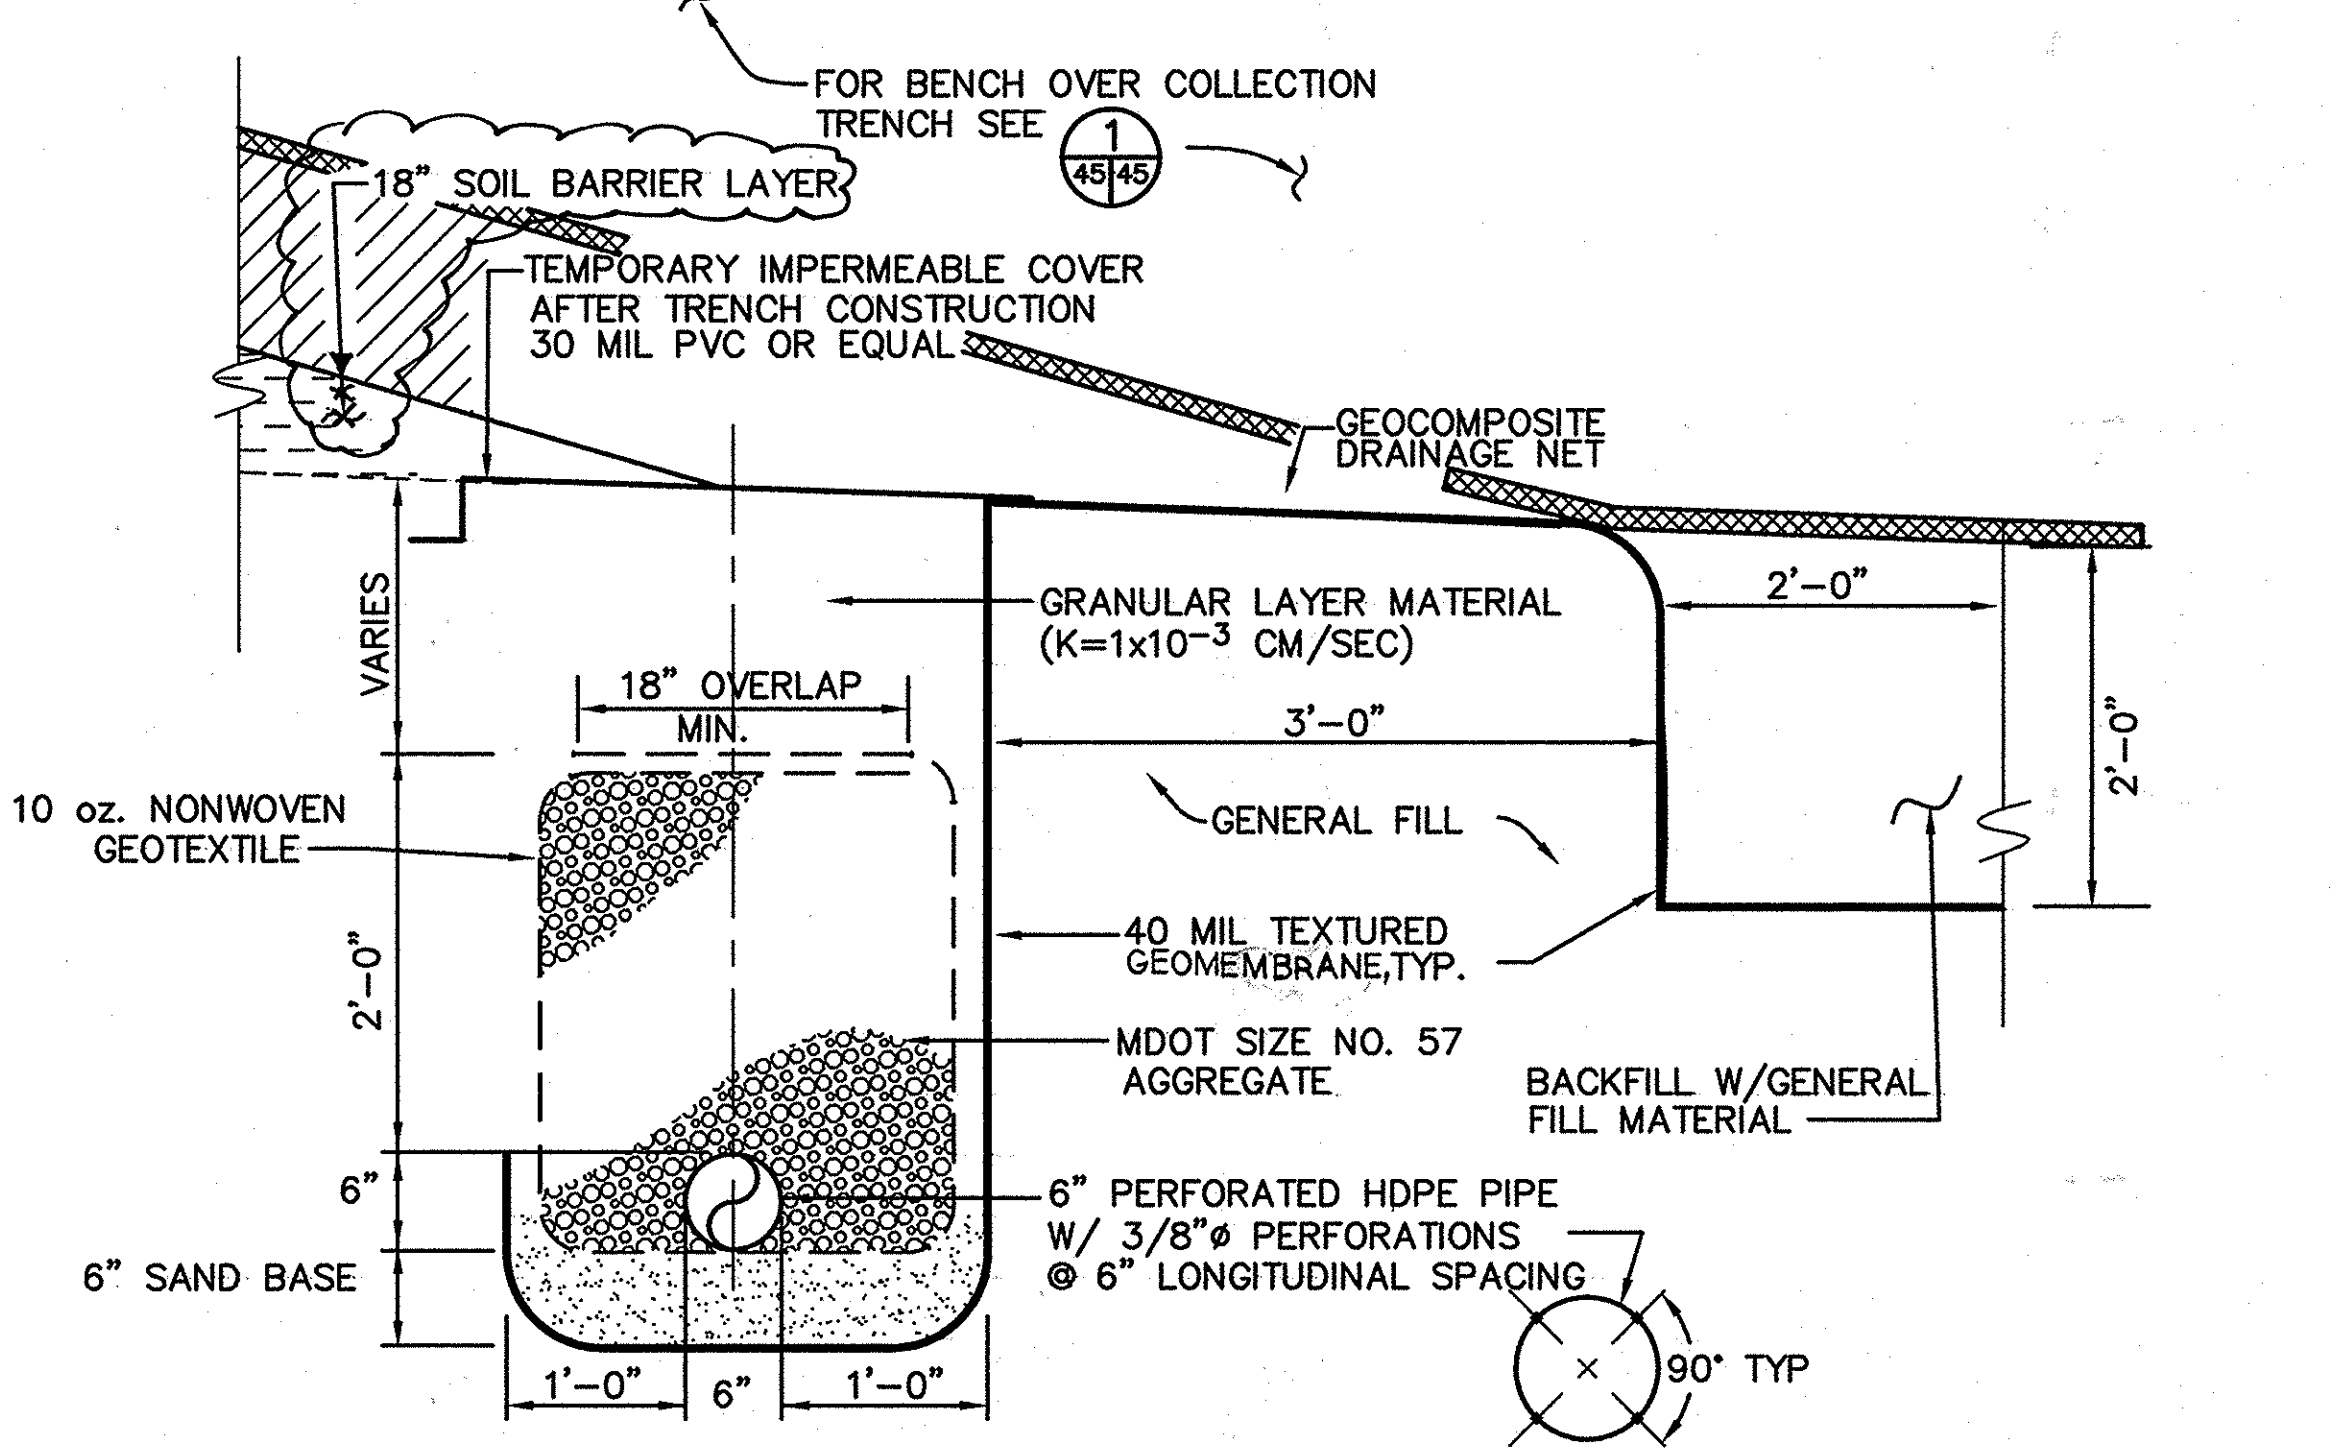 FOR BENCH OVER COLLECTION
TRENCH SEE
1
45 45
18" SOIL BARRIER LAYER
TEMPORARY IMPERMEABLE COVER
AFTER TRENCH CONSTRUCTION
30 MIL PVC OR EQUAL
GEOCOMPOSITE
DRAINAGE NET
VARIES
GRANULAR LAYER MATERIAL
(K=1x10⁻³ CM/SEC)
2'-0"
18" OVERLAP
MIN.
3'-0"
2'-0"
10 oz. NONWOVEN
GEOTEXTILE
GENERAL FILL
2'-0"
40 MIL TEXTURED
GEOMEMBRANE,TYP.
MDOT SIZE NO. 57
AGGREGATE
BACKFILL W/GENERAL
FILL MATERIAL
6"
6" PERFORATED HDPE PIPE
W/ 3/8"ø PERFORATIONS
@ 6" LONGITUDINAL SPACING
6" SAND BASE
1'-0"
6"
1'-0"
90° TYP